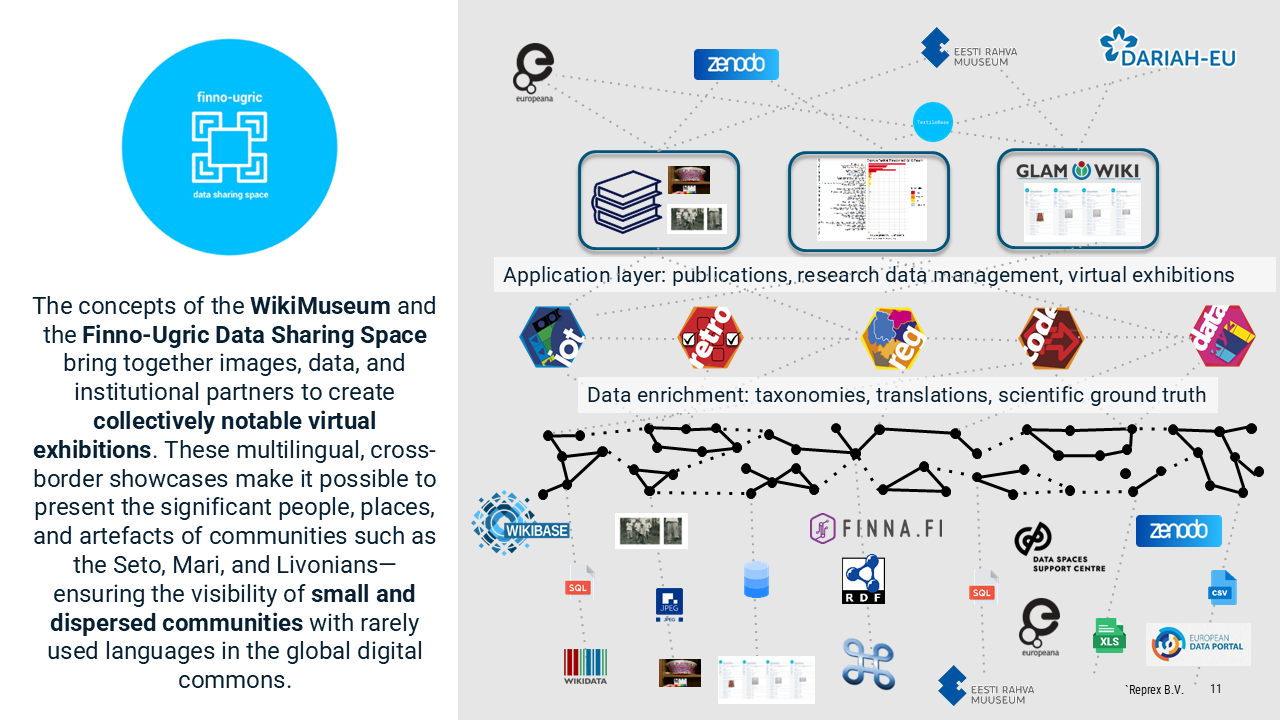 finno-ugric
data sharing space
The concepts of the WikiMuseum and
the Finno-Ugric Data Sharing Space
bring together images, data, and
institutional partners to create
collectively notable virtual
exhibitions. These multilingual, cross-
border showcases make it possible to
present the significant people, places,
and artefacts of communities such as
the Seto, Mari, and Livonians—
ensuring the visibility of small and
dispersed communities with rarely
used languages in the global digital
commons.
europeana
zenodo
EESTI RAHVA
MUUSEUM
DARIAH-EU
TextileBase
GLAM WIKI
Application layer: publications, research data management, virtual exhibitions
iot
retro
reg
code
data
Data enrichment: taxonomies, translations, scientific ground truth
WIKIBASE
FINNA.FI
DATA SPACES
SUPPORT CENTRE
zenodo
SQL
JPEG
JPEG
RDF
SQL
CSV
europeana
XLS
EUROPEAN
DATA PORTAL
WIKIDATA
EESTI RAHVA
MUUSEUM
`Reprex B.V.
11